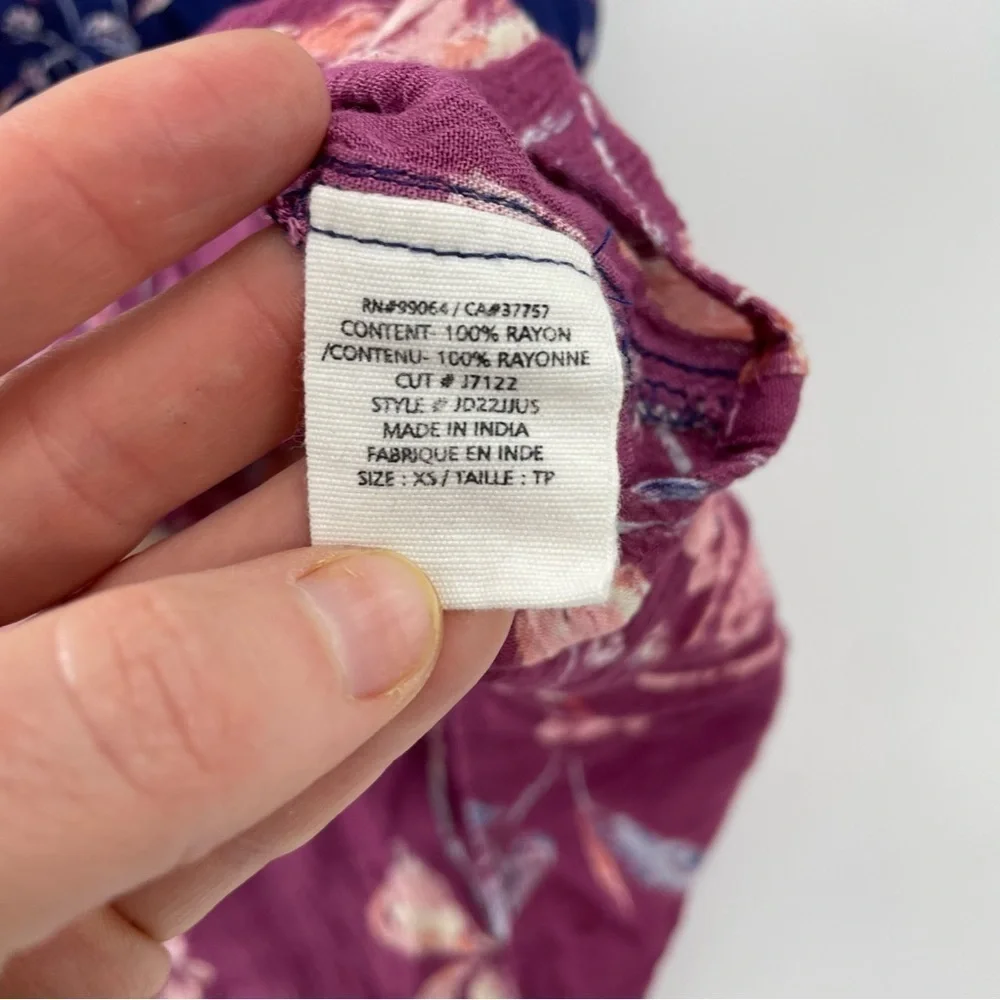 RN#99064 / CA#37757
CONTENT- 100% RAYON
/CONTENU- 100% RAYONNE
CUT # J7122
STYLE # JD22JJUS
MADE IN INDIA
FABRIQUE EN INDE
SIZE : XS / TAILLE : TP